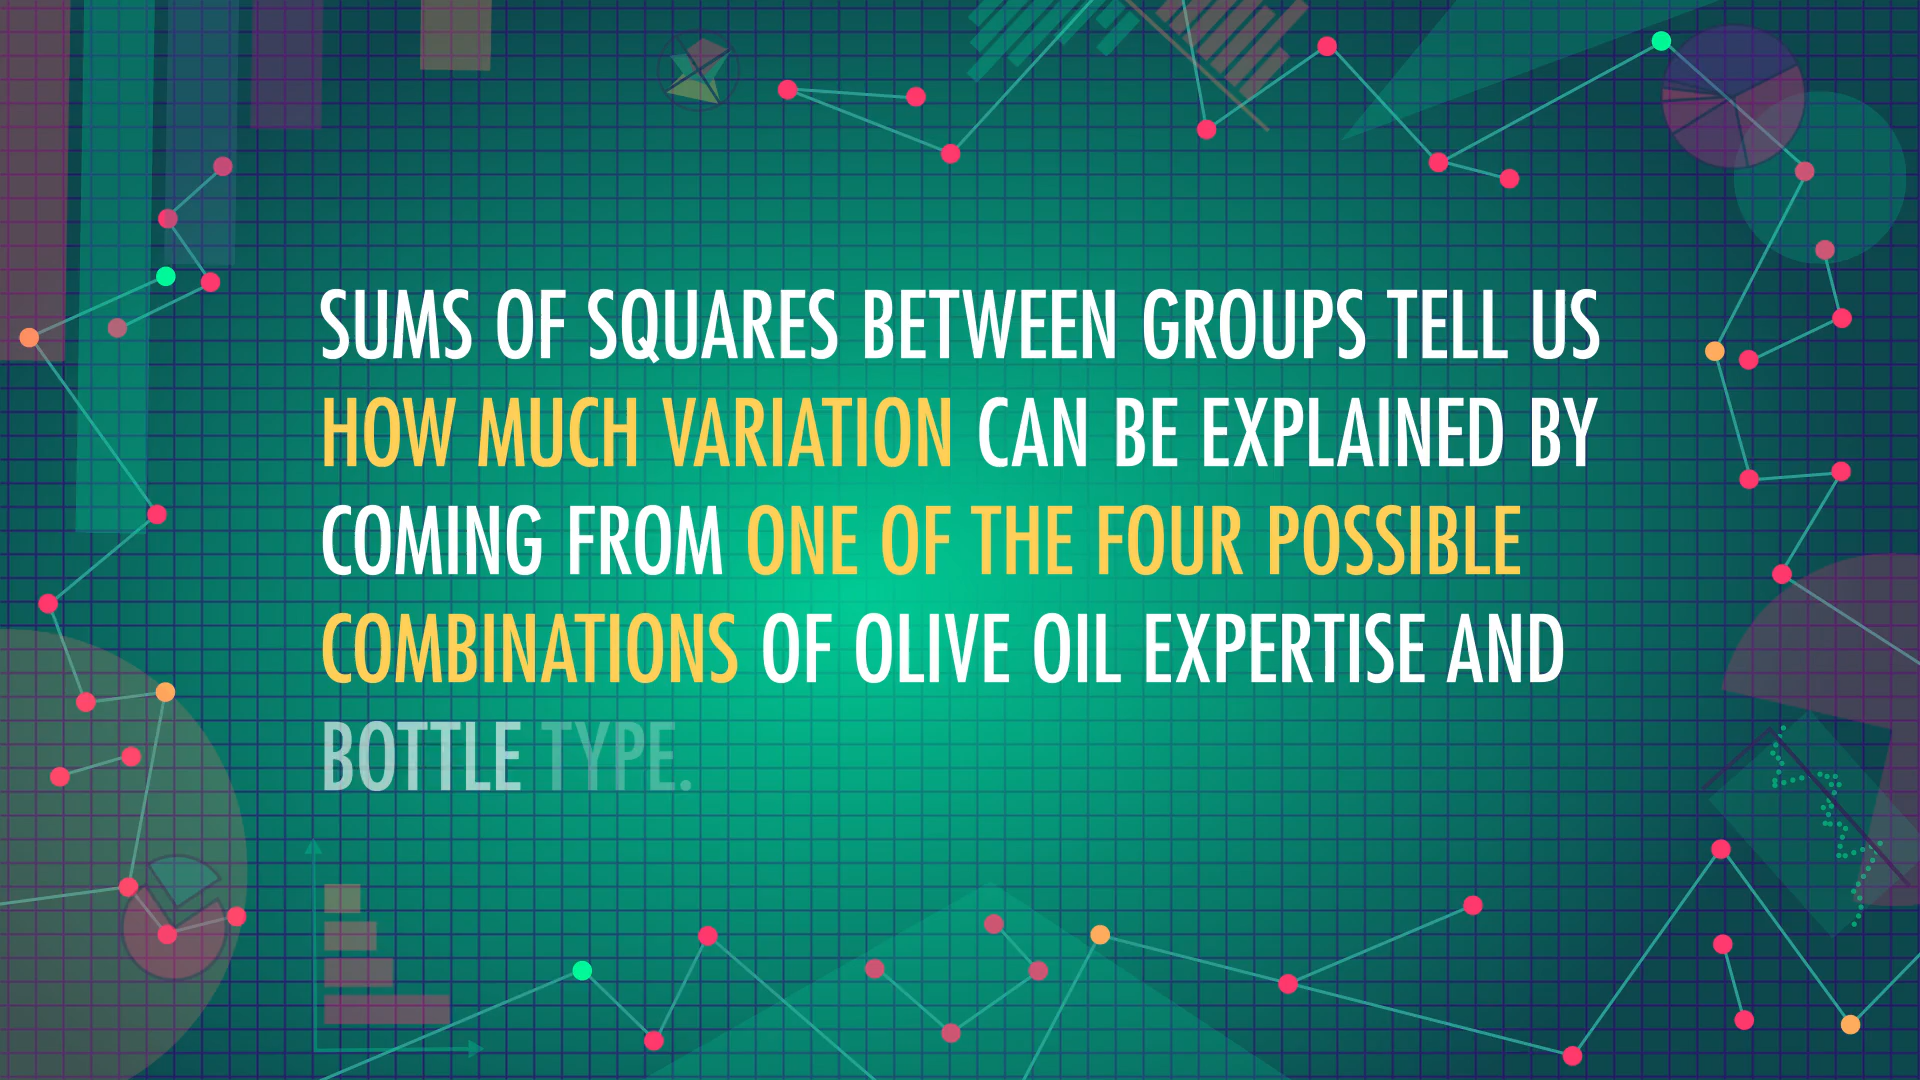 SUMS OF SQUARES BETWEEN GROUPS TELL US
HOW MUCH VARIATION CAN BE EXPLAINED BY
COMING FROM ONE OF THE FOUR POSSIBLE
COMBINATIONS OF OLIVE OIL EXPERTISE AND
BOTTLE TYPE.